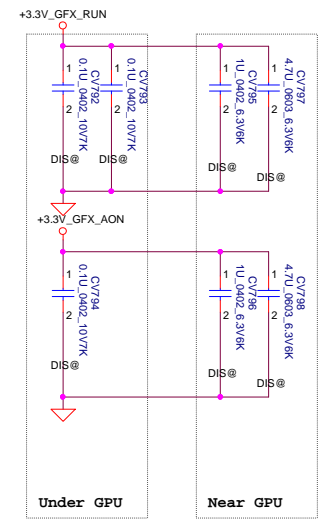 +3.3V_GFX_RUN
1
2
CV792
0.1U_0402_10V7K
DIS@
1
2
CV793
0.1U_0402_10V7K
DIS@
1
2
CV795
1U_0402_6.3V6K
DIS@
1
2
CV797
4.7U_0603_6.3V6K
DIS@
+3.3V_GFX_AON
1
2
CV794
0.1U_0402_10V7K
DIS@
1
2
CV796
1U_0402_6.3V6K
DIS@
1
2
CV798
4.7U_0603_6.3V6K
DIS@
Under GPU
Near GPU